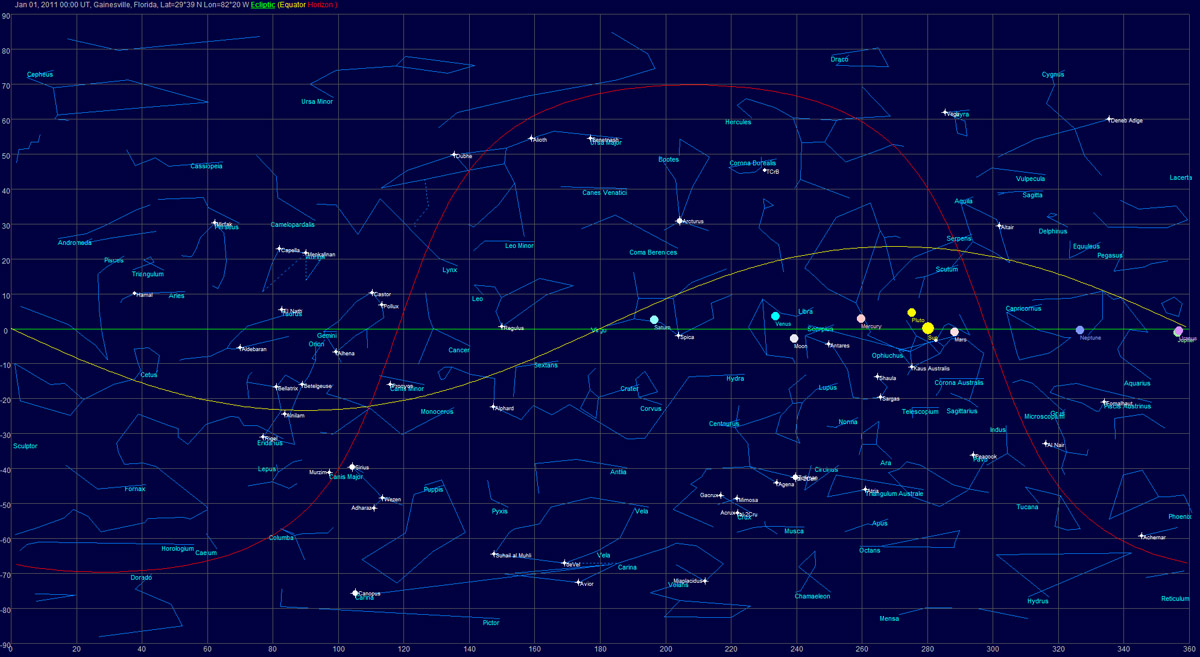 Jan 01, 2011 00:00 UT, Gainesville, Florida, Lat=29°39 N Lon=82°20 W Ecliptic (Equator Horizon )
90
Draco
80
Cepheus
Cygnus
70
Ursa Minor
Vega
Lyra
60
Hercules
Deneb Adige
Alioth
Ursa Major
50
Dubhe
Bootes
Corona Borealis
Cassiopeia
TCrB
Vulpecula
Lacerta
40
Canes Venatici
Sagitta
Aquila
30
Mirfak
Perseus
Camelopardalis
Arcturus
Altair
Delphinus
Andromeda
Serpens
Equuleus
Capella
Menkalinan
Leo Minor
Coma Berenices
Pegasus
20
Pisces
Triangulum
Lynx
Scutum
10
Hamal
Aries
Castor
Leo
Pollux
El Nath
Taurus
Libra
Capricorni
Pluto
Saturn
Venus
Mercury
0
Regulus
Virgo
Scorpius
Sun
Gemini
Spica
Mars
Neptune
Jupiter
Orion
Moon
Antares
Aldebaran
Alhena
Cancer
Ophiuchus
-10
Sextans
Kaus Australis
Cetus
Hydra
Shaula
Bellatrix
Betelgeuse
Procyon
Canis Minor
Crater
Lupus
Corona Australis
Aquarius
-20
Sargas
Alphard
Corvus
Fomalhaut
Piscis Austrinus
Alnilam
Monoceros
Telescopium
Sagittarius
Microscopium
Grus
Centaurus
Norma
-30
Rigel
Indus
Eridanus
Sculptor
Al Nair
Peacock
Pavo
-40
Lepus
Sirius
Murzim
Canis Major
Antlia
Circinus
Ara
Fornax
Puppis
Agena
Triangulum Australe
Wezen
Gacrux
Mimosa
-50
Adharaz
Pyxis
Vela
Acrux
Crux
Tucana
Phoenix
Apus
Columba
Musca
Achernar
-60
Horologium
Caelum
Suhail al Muhli
Vela
Octans
Carina
-70
Dorado
Avior
Miaplacidus
Volans
Canopus
Carina
Chamaeleon
Hydrus
Reticulum
-80
Pictor
Mensa
-90
0
20
40
60
80
100
120
140
160
180
200
220
240
260
280
300
320
340
360